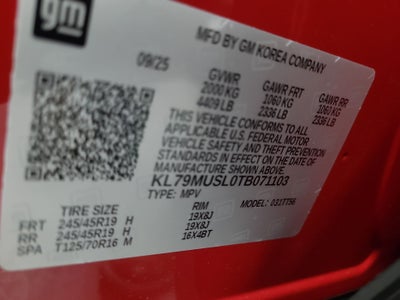 gm
MFD BY GM KOREA COMPANY
09/25
GVWR GAWR FRT GAWR RR
2000 KG 1060 KG 1060 KG
4409 LB 2336 LB 2336 LB
THIS VEHICLE CONFORMS TO ALL
APPLICABLE U.S. FEDERAL MOTOR
VEHICLE SAFETY AND THEFT
PREVENTION STANDARDS IN EFFECT
ON THE DATE OF MANUFACTURE
SHOWN ABOVE.
KL79MUSL0TB071103
TYPE: MPV MODEL: 031TT56
TIRE SIZE RIM
FRT 245/45R19 H 19X8J
RR 245/45R19 H 19X8J
SPA T125/70R16 M 16X4BT